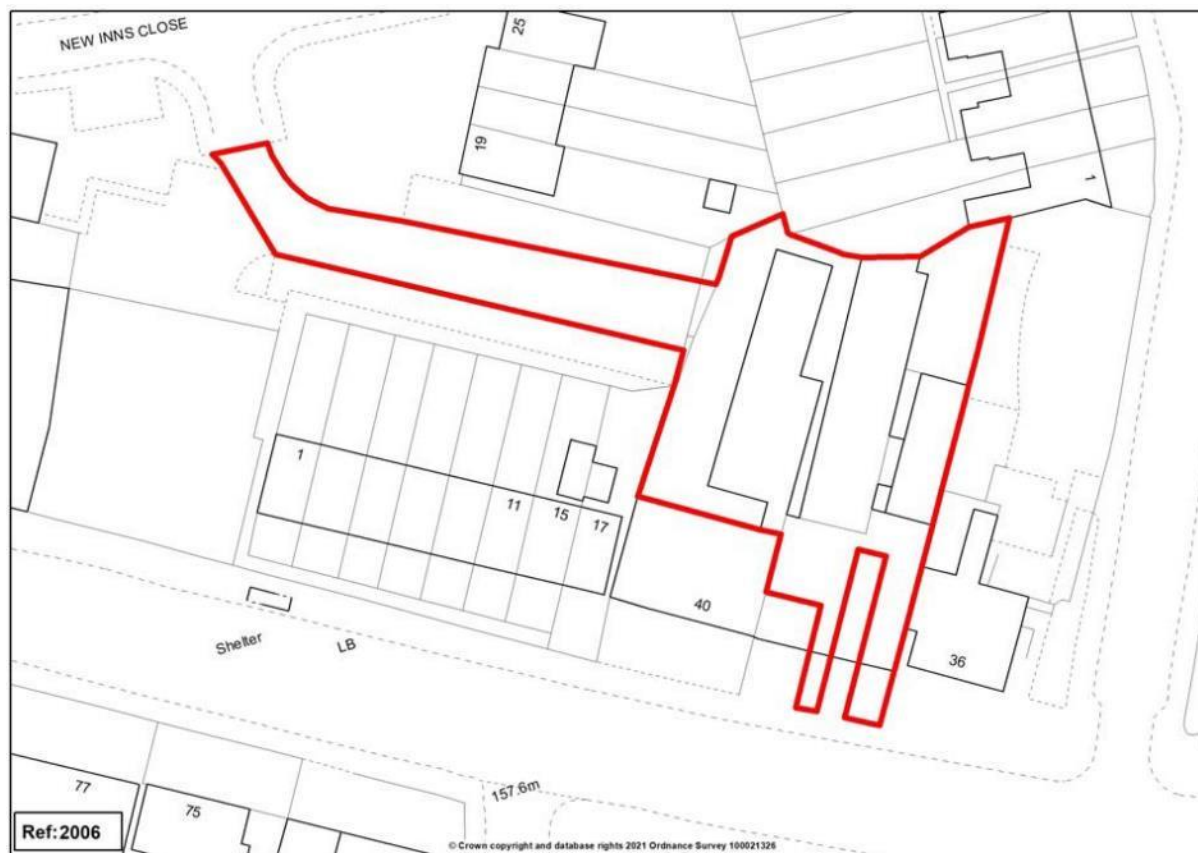 NEW INNS CLOSE
25
19
1
1
11
15
17
40
36
Shelter
LB
157.6m
77
75
Ref:2006
© Crown copyright and database rights 2021 Ordnance Survey 100021326